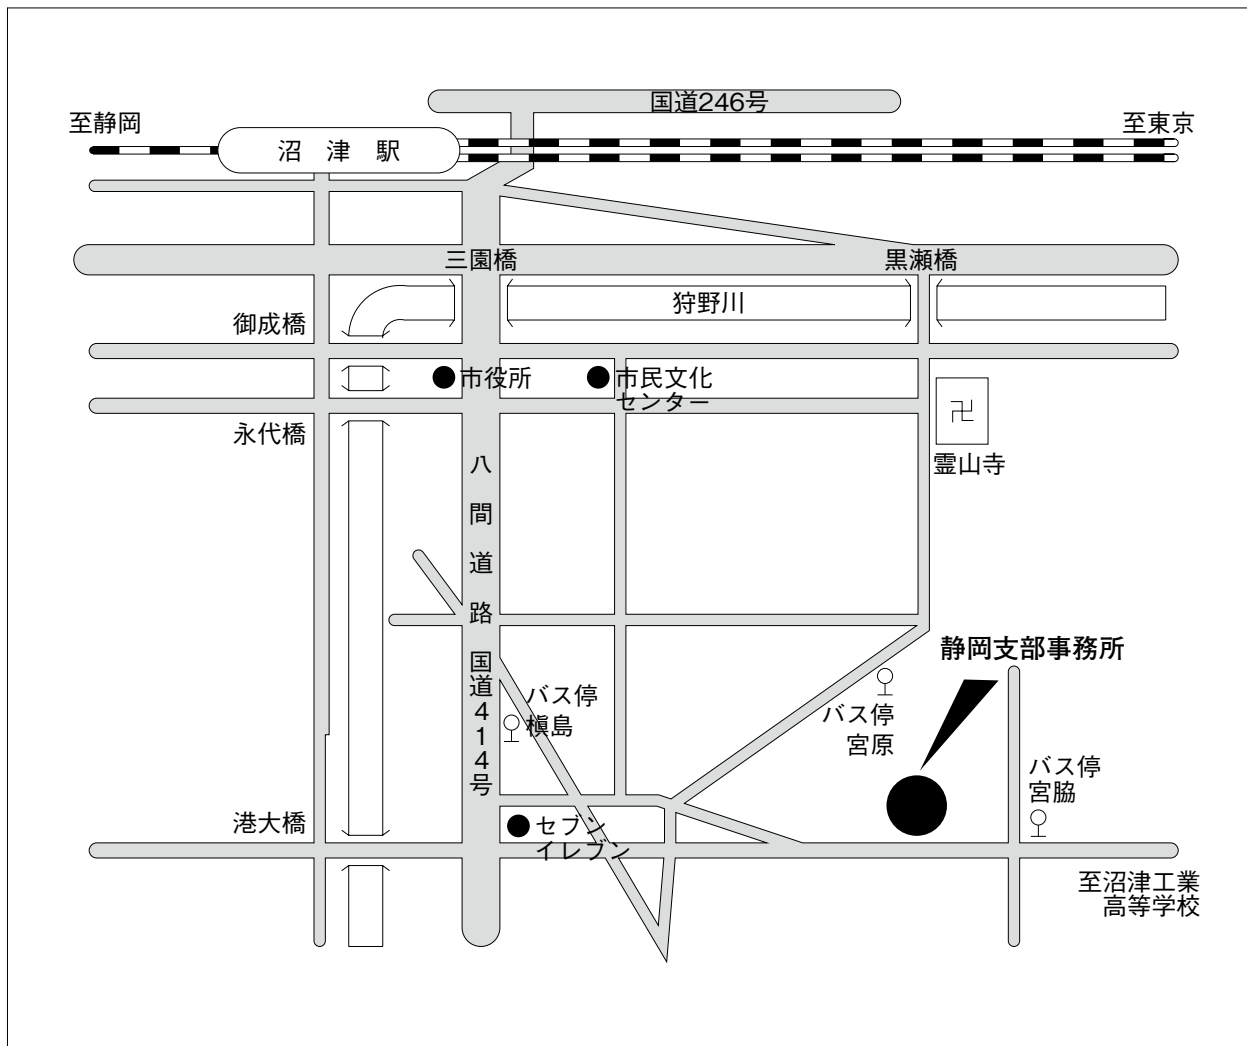 国道246号
至静岡
至東京
沼津駅
三園橋
黒瀬橋
狩野川
御成橋
市役所
市民文化
センター
永代橋
卍
霊山寺
八間道路
国道414号
静岡支部事務所
バス停
槇島
バス停
宮原
バス停
宮脇
港大橋
セブン
イレブン
至沼津工業
高等学校